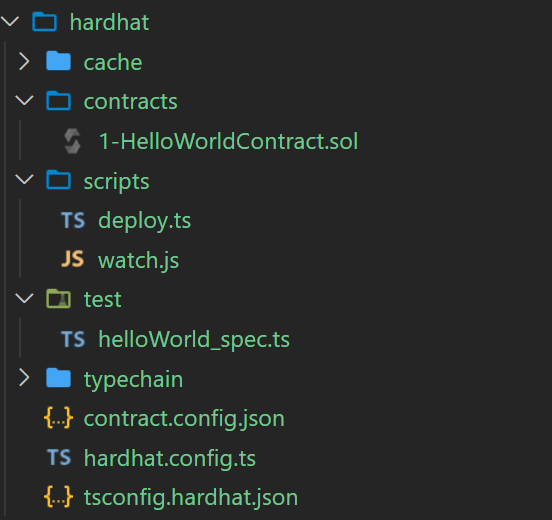 hardhat
cache
contracts
1-HelloWorldContract.sol
scripts
TS deploy.ts
JS watch.js
test
TS helloWorld_spec.ts
typechain
{..} contract.config.json
TS hardhat.config.ts
{..} tsconfig.hardhat.json